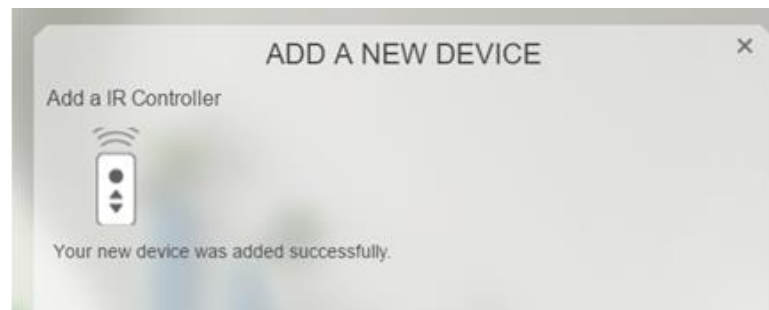 ADD A NEW DEVICE
Add a IR Controller
Your new device was added successfully.